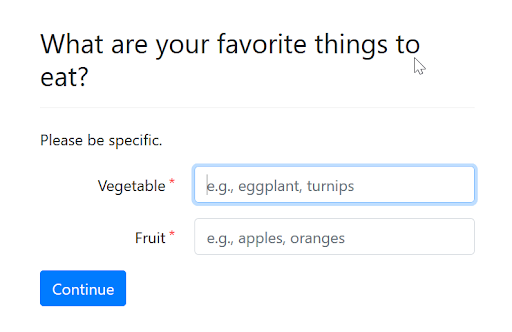 What are your favorite things to
eat?
Please be specific.
Vegetable *
e.g., eggplant, turnips
Fruit *
e.g., apples, oranges
Continue